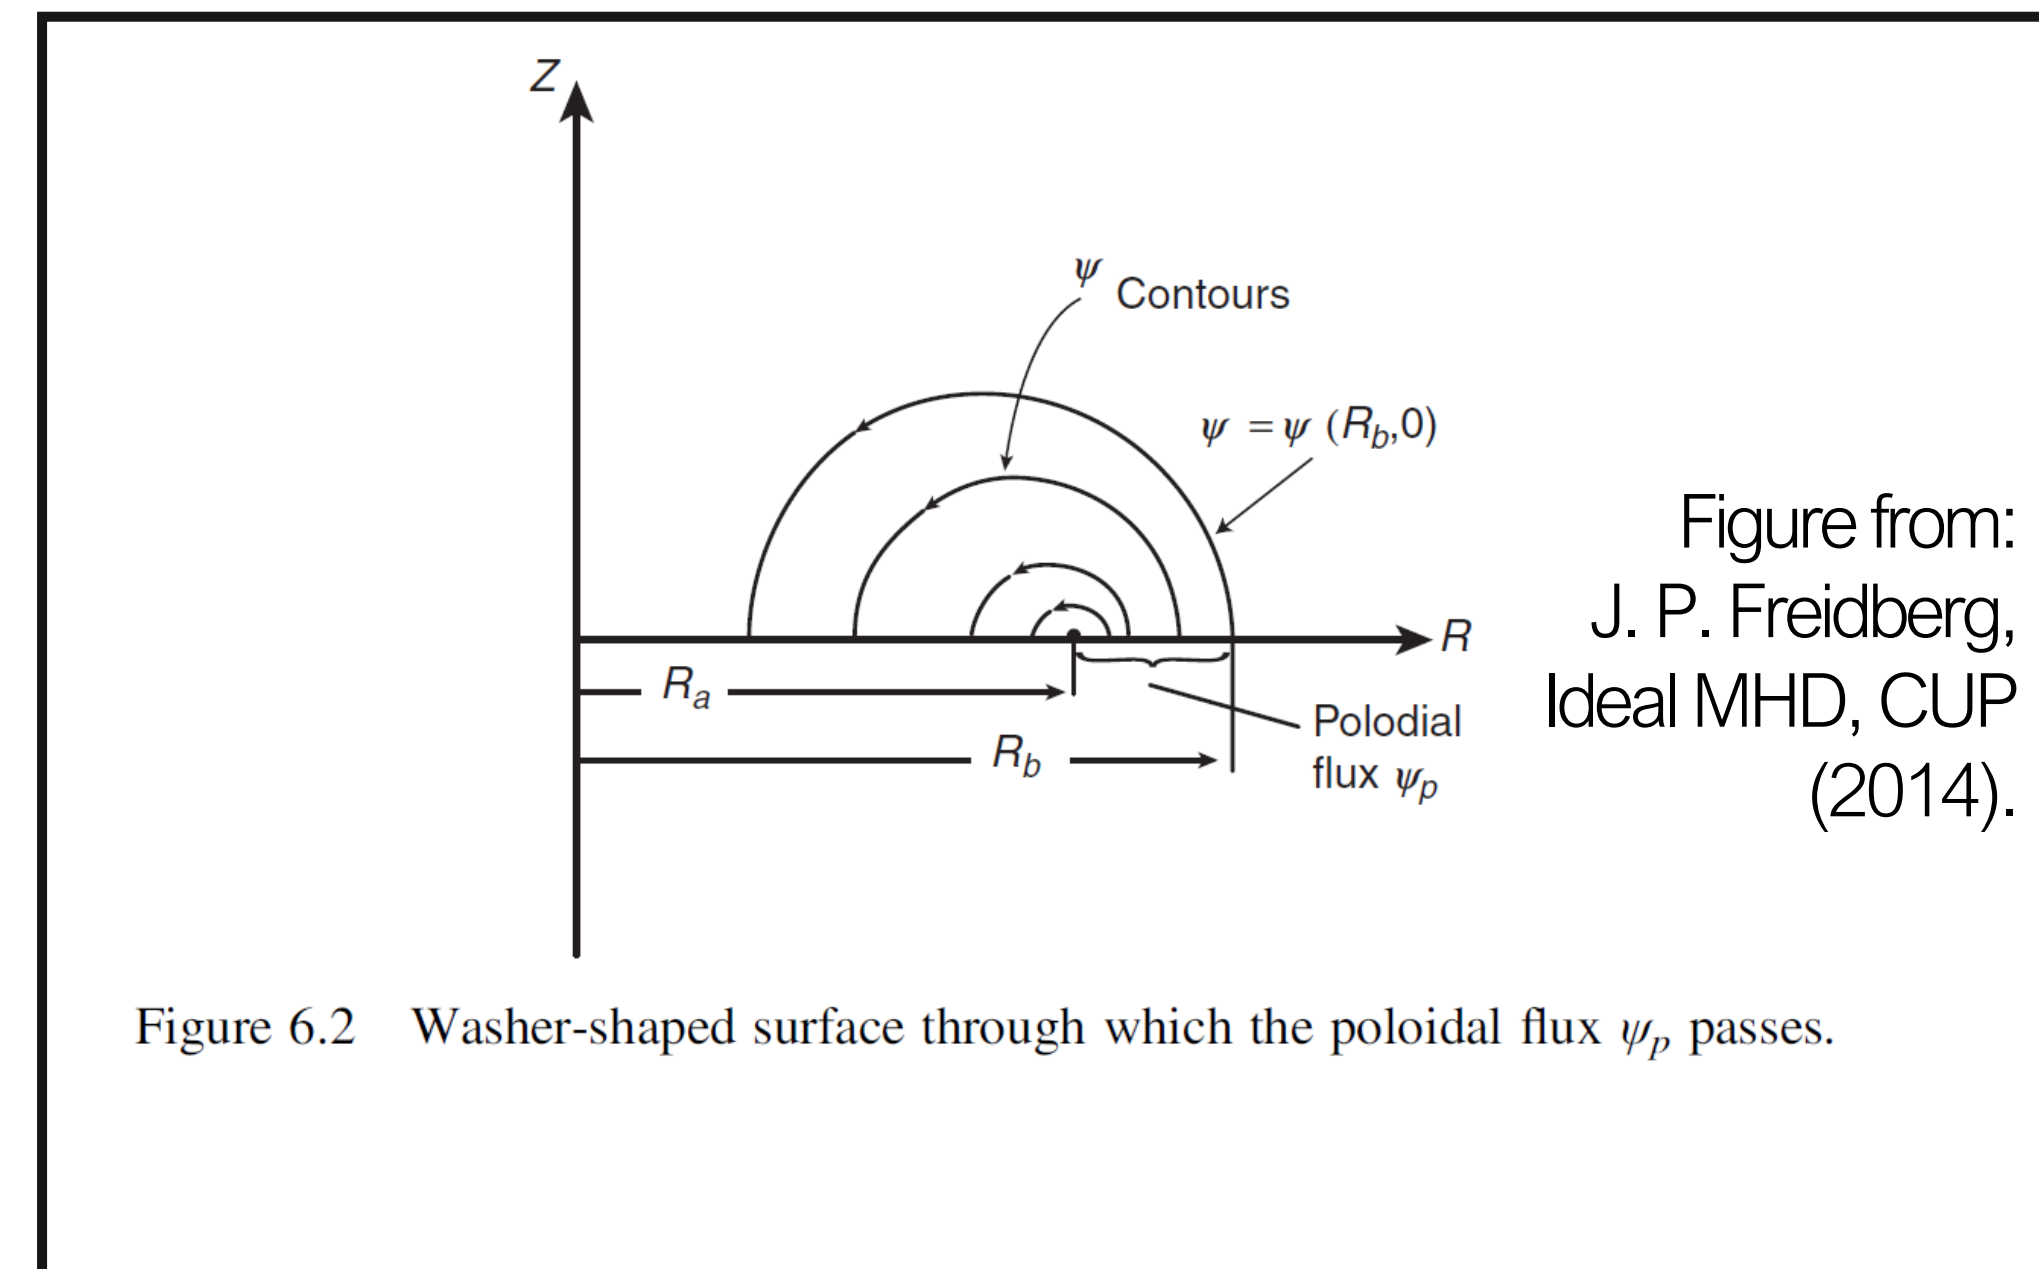 Z
ψ
Contours
ψ = ψ (R_b,0)
R
R_a
R_b
Polodial
flux ψ_p
Figure from:
J. P. Freidberg,
Ideal MHD, CUP
(2014).
Figure 6.2 Washer-shaped surface through which the poloidal flux ψ_p passes.